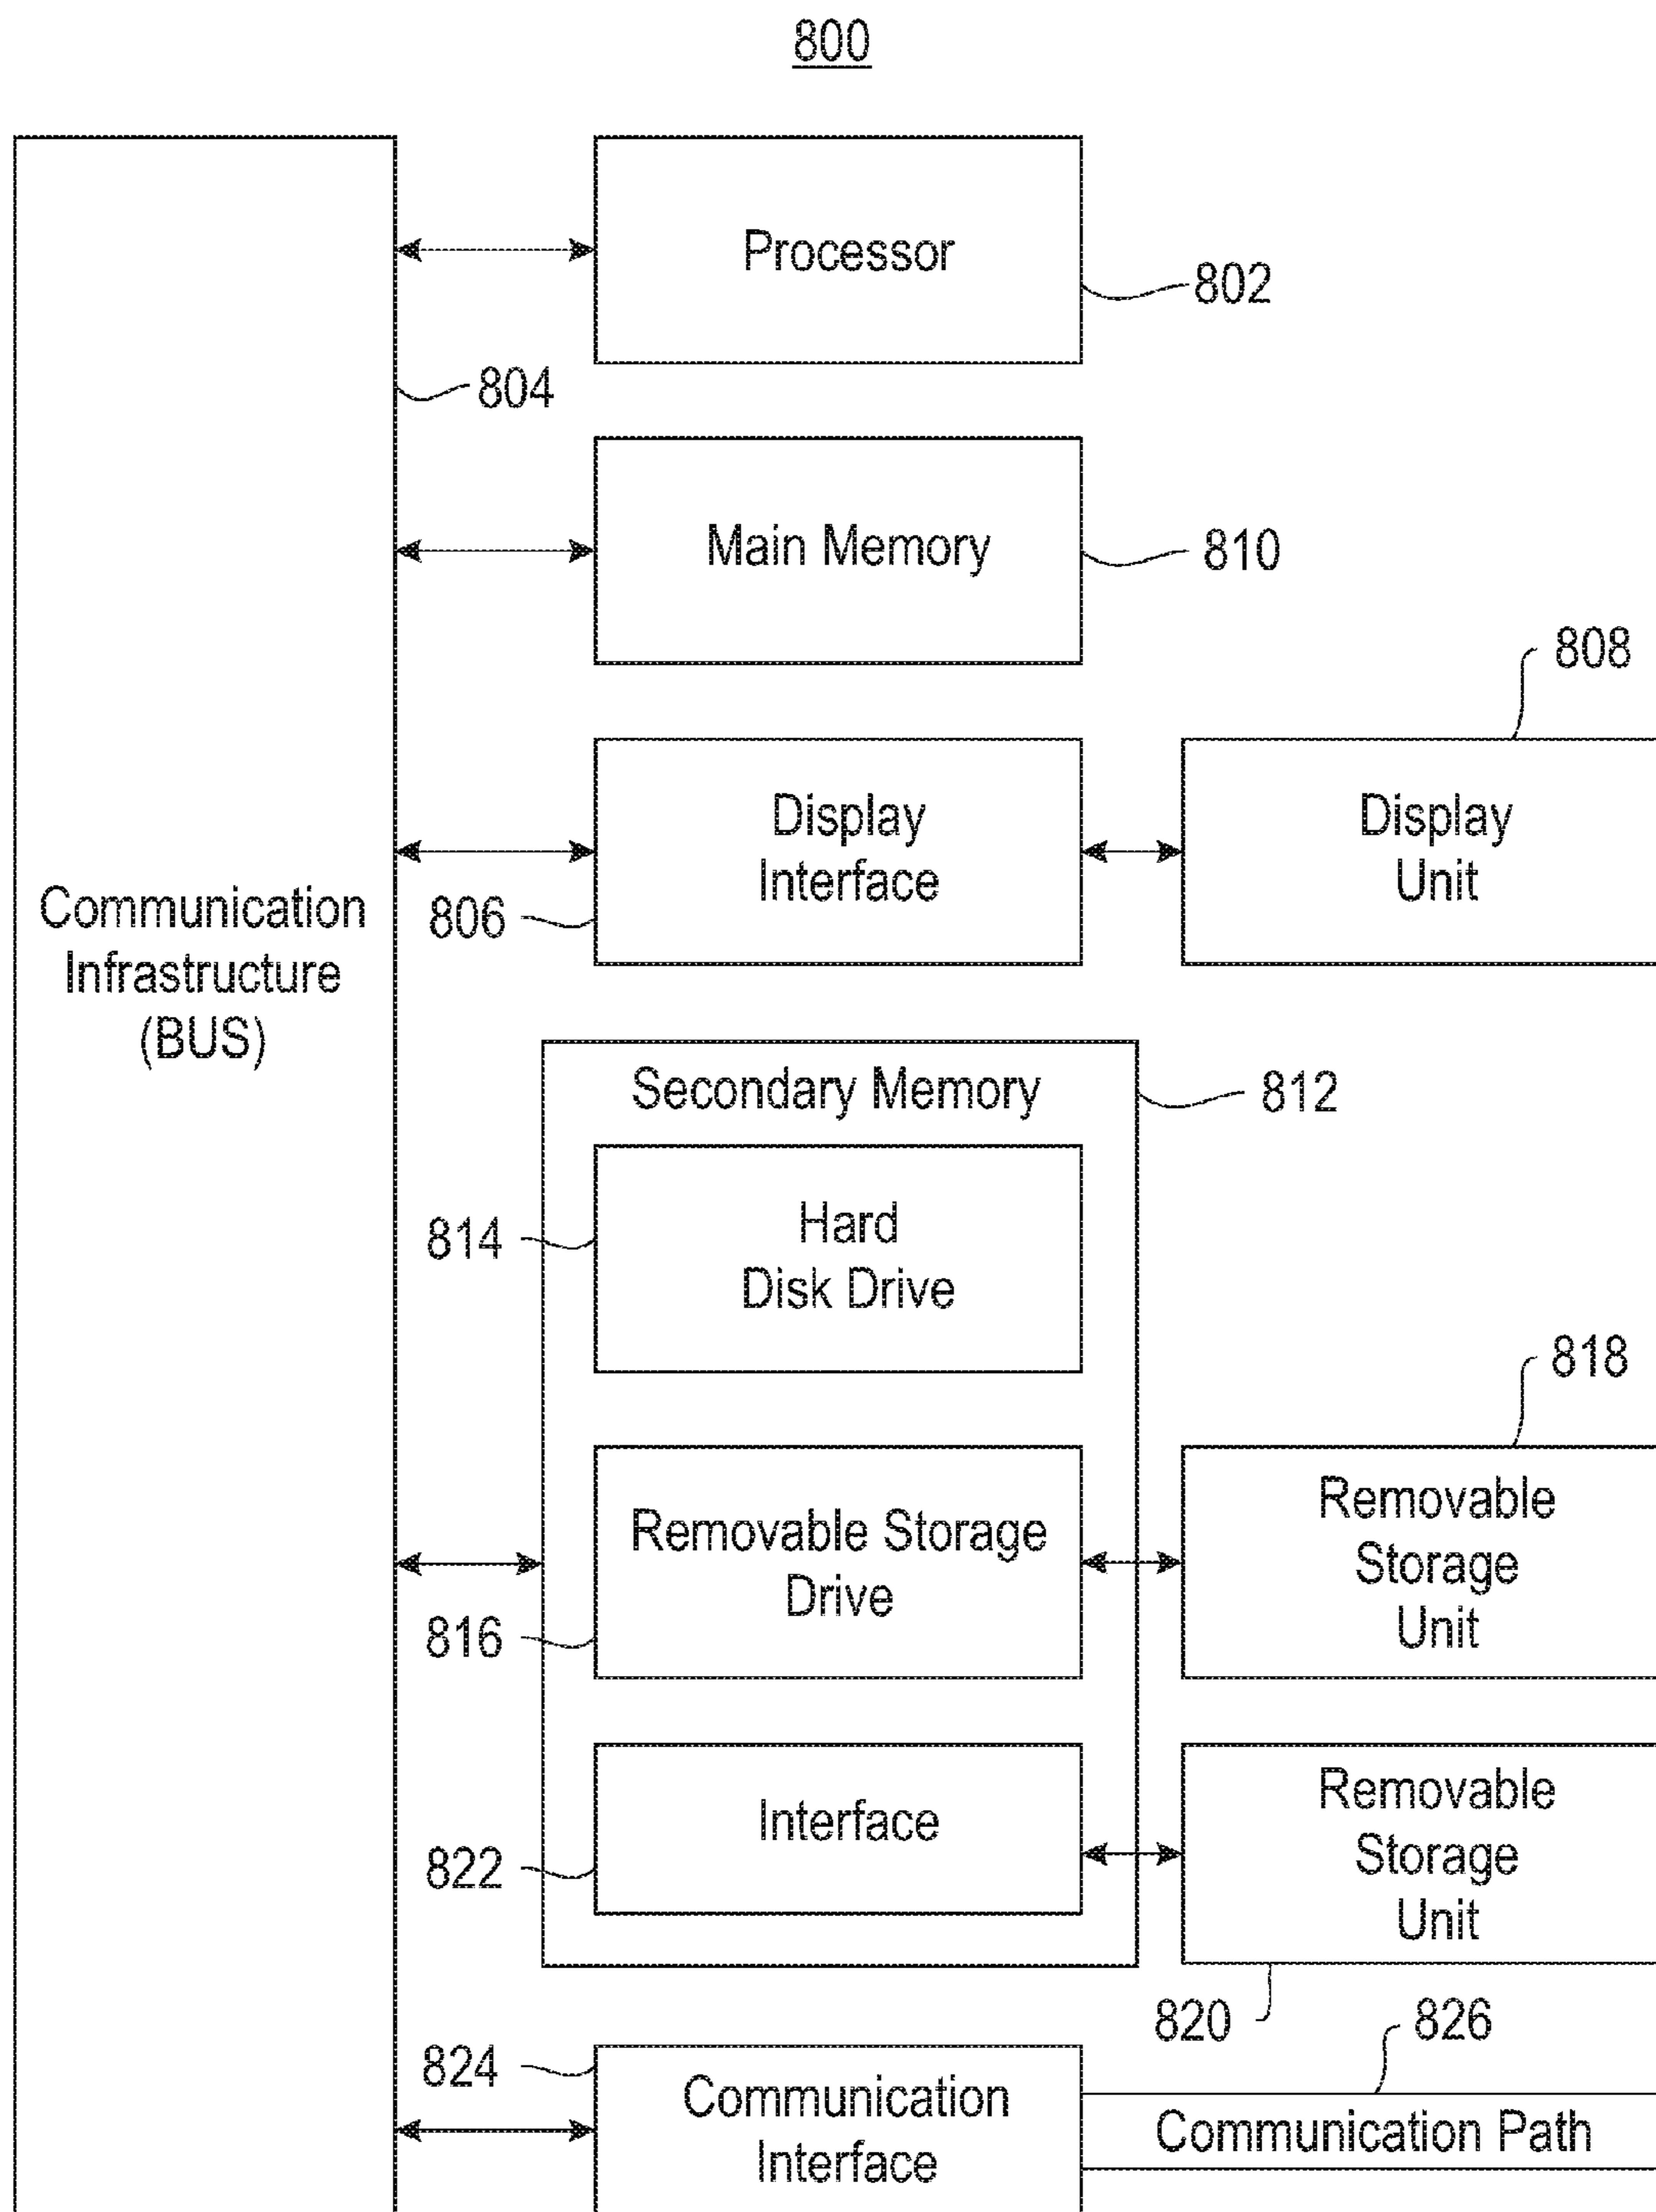 800
Processor
802
804
Main Memory
810
808
Display
Interface
806
Display
Unit
Communication
Infrastructure
(BUS)
Secondary Memory
812
Hard
Disk Drive
814
818
Removable Storage
Drive
816
Removable
Storage
Unit
Interface
822
Removable
Storage
Unit
820
826
824
Communication
Interface
Communication Path